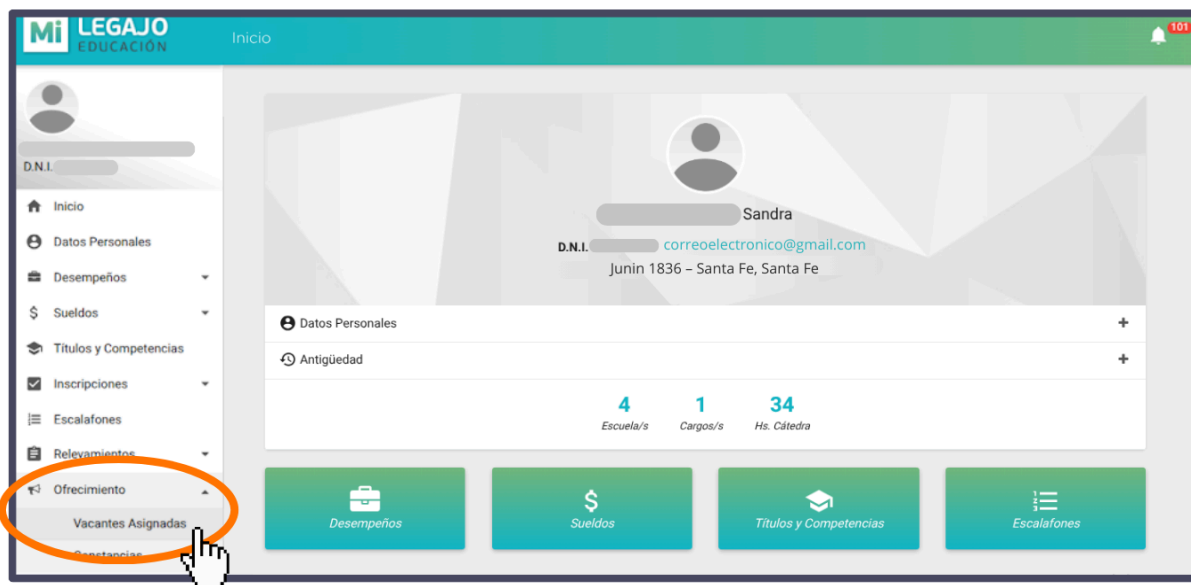 Mi LEGAJO
EDUCACIÓN
Inicio
101
D.N.I.
Inicio
Datos Personales
Desempeños
Sueldos
Títulos y Competencias
Inscripciones
Escalafones
Relevamientos
Ofrecimiento
Vacantes Asignadas
Constancias
Sandra
D.N.I. correoelectronico@gmail.com
Junin 1836 – Santa Fe, Santa Fe
Datos Personales
Antigüedad
4 1 34
Escuela/s Cargos/s Hs. Cátedra
Desempeños
Sueldos
Títulos y Competencias
Escalafones